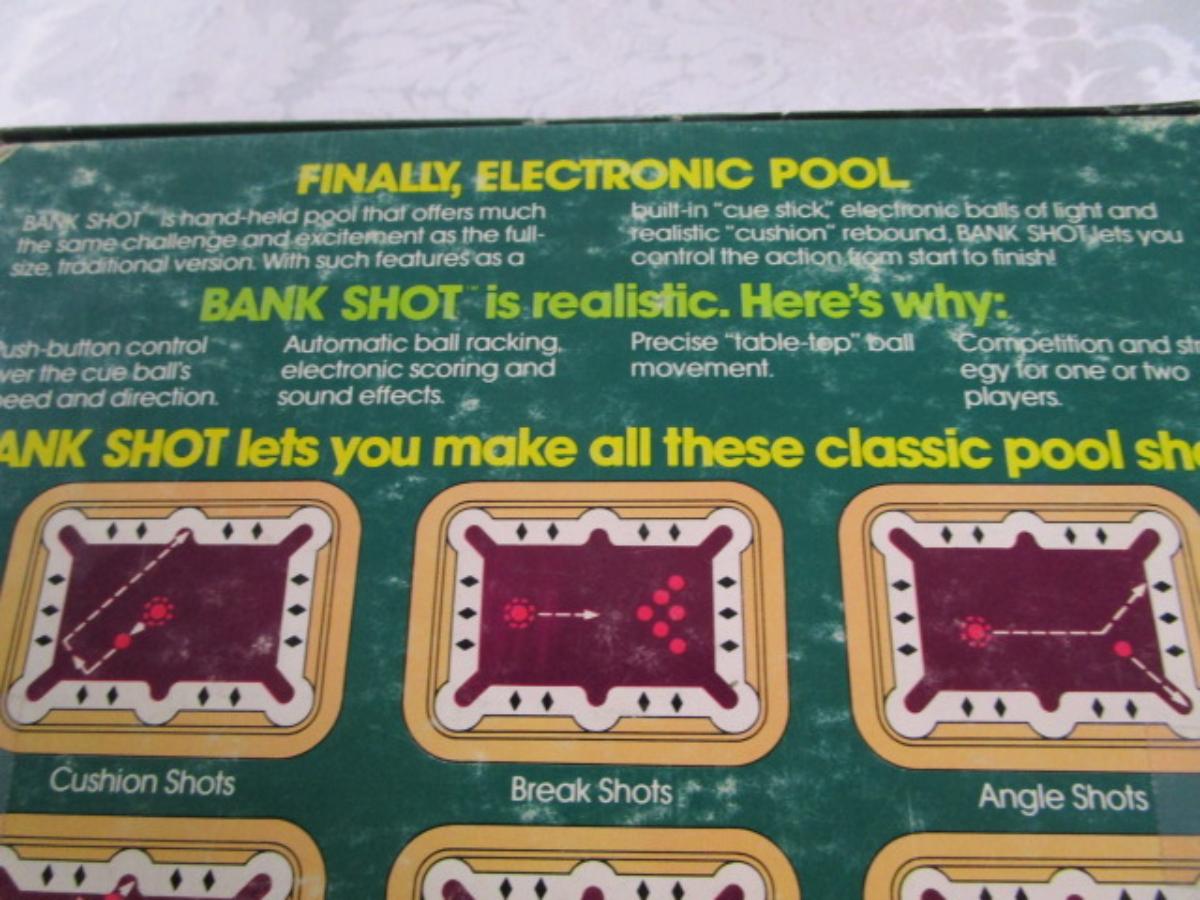 FINALLY, ELECTRONIC POOL.
BANK SHOT™ is hand-held pool that offers much
the same challenge and excitement as the full-
size, traditional version. With such features as a
built-in "cue stick," electronic balls of light and
realistic "cushion" rebound, BANK SHOT lets you
control the action from start to finish!
BANK SHOT™ is realistic. Here's why:
ush-button control
ver the cue ball's
eed and direction.
Automatic ball racking,
electronic scoring and
sound effects.
Precise "table-top" ball
movement.
Competition and str
egy for one or two
players.
ANK SHOT lets you make all these classic pool sho
Cushion Shots
Break Shots
Angle Shots